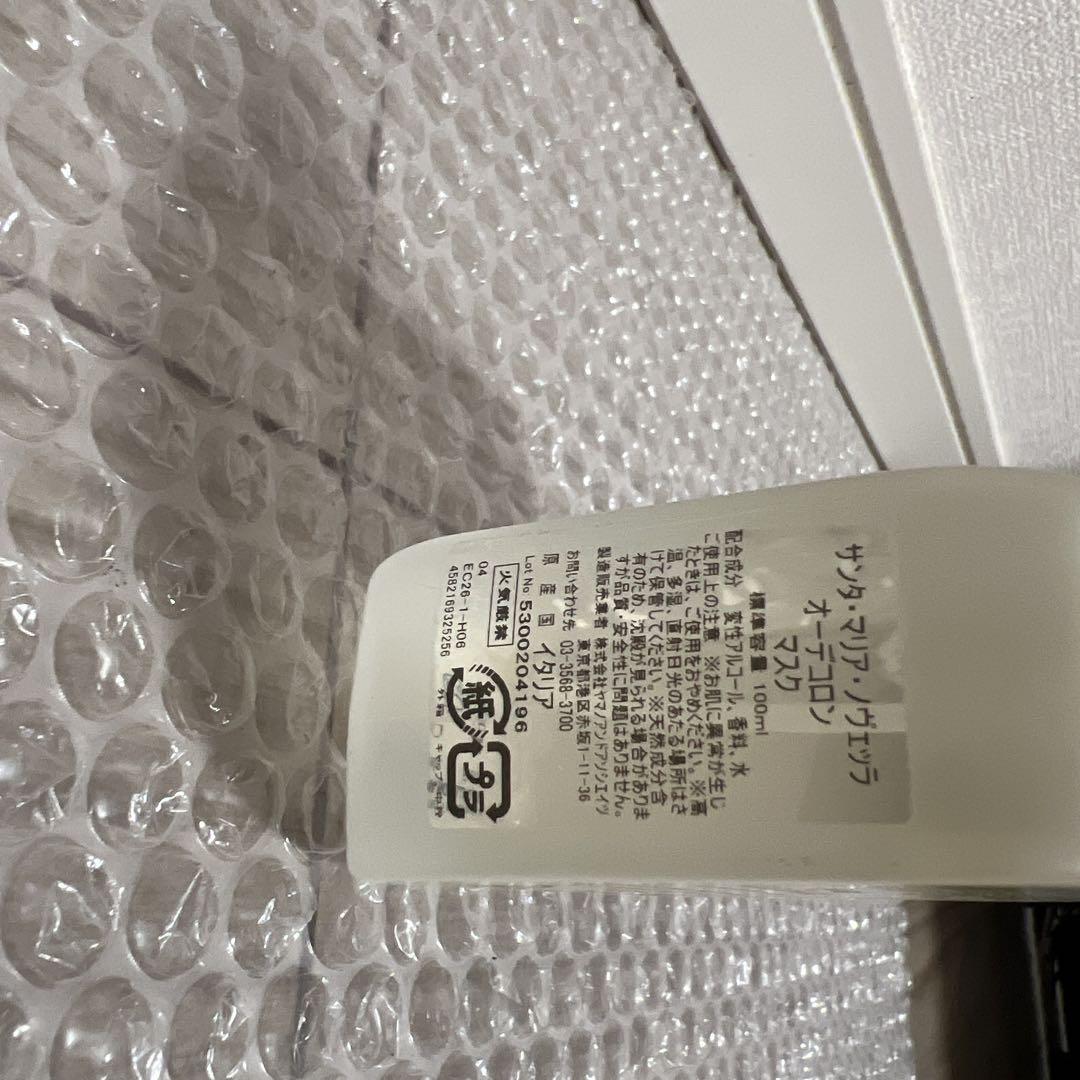 サンタ・マリア・ノヴェッラ
オーデコロン
マスク
標準容量 100ml
配合成分 変性アルコール、香料、水
ご使用上の注意 ※お肌に異常が生じ
たときは、ご使用をおやめください。※高
温、多湿、直射日光のあたる場所はさ
けて保管してください。※天然成分含
有のため、沈殿が見られる場合がありま
すが品質・安全性に問題はありません。
製造販売業者 株式会社ヤマノアンドアソシエイツ
東京都港区赤坂1-11-36
お問い合わせ先 03-3568-3700
原産国 イタリア
Lot No 5300204196
火気厳禁
04
EC26-1-H06
4582169325256
紙
プラ
外箱
キャップ